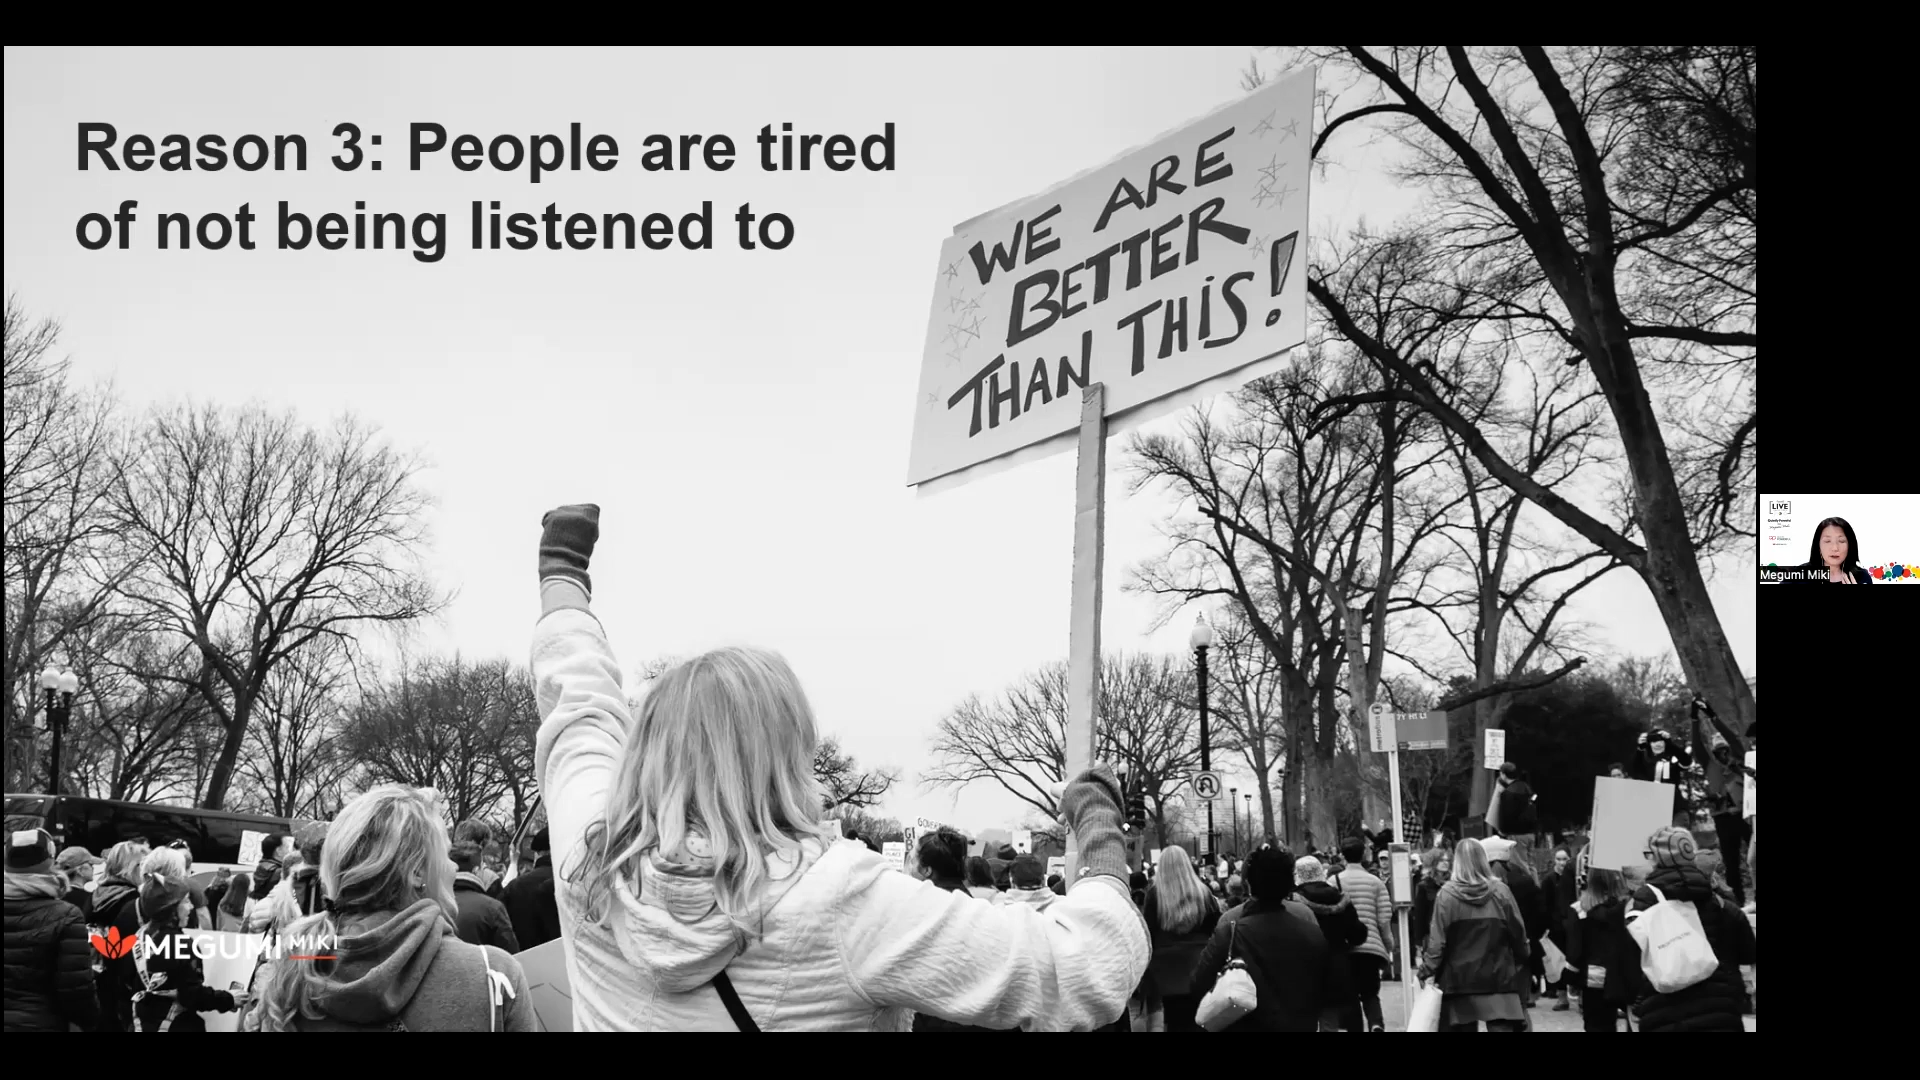 Reason 3: People are tired
of not being listened to
WE ARE
BETTER
THAN THIS!
MEGUMI MIKI
[LIVE]
Megumi Miki